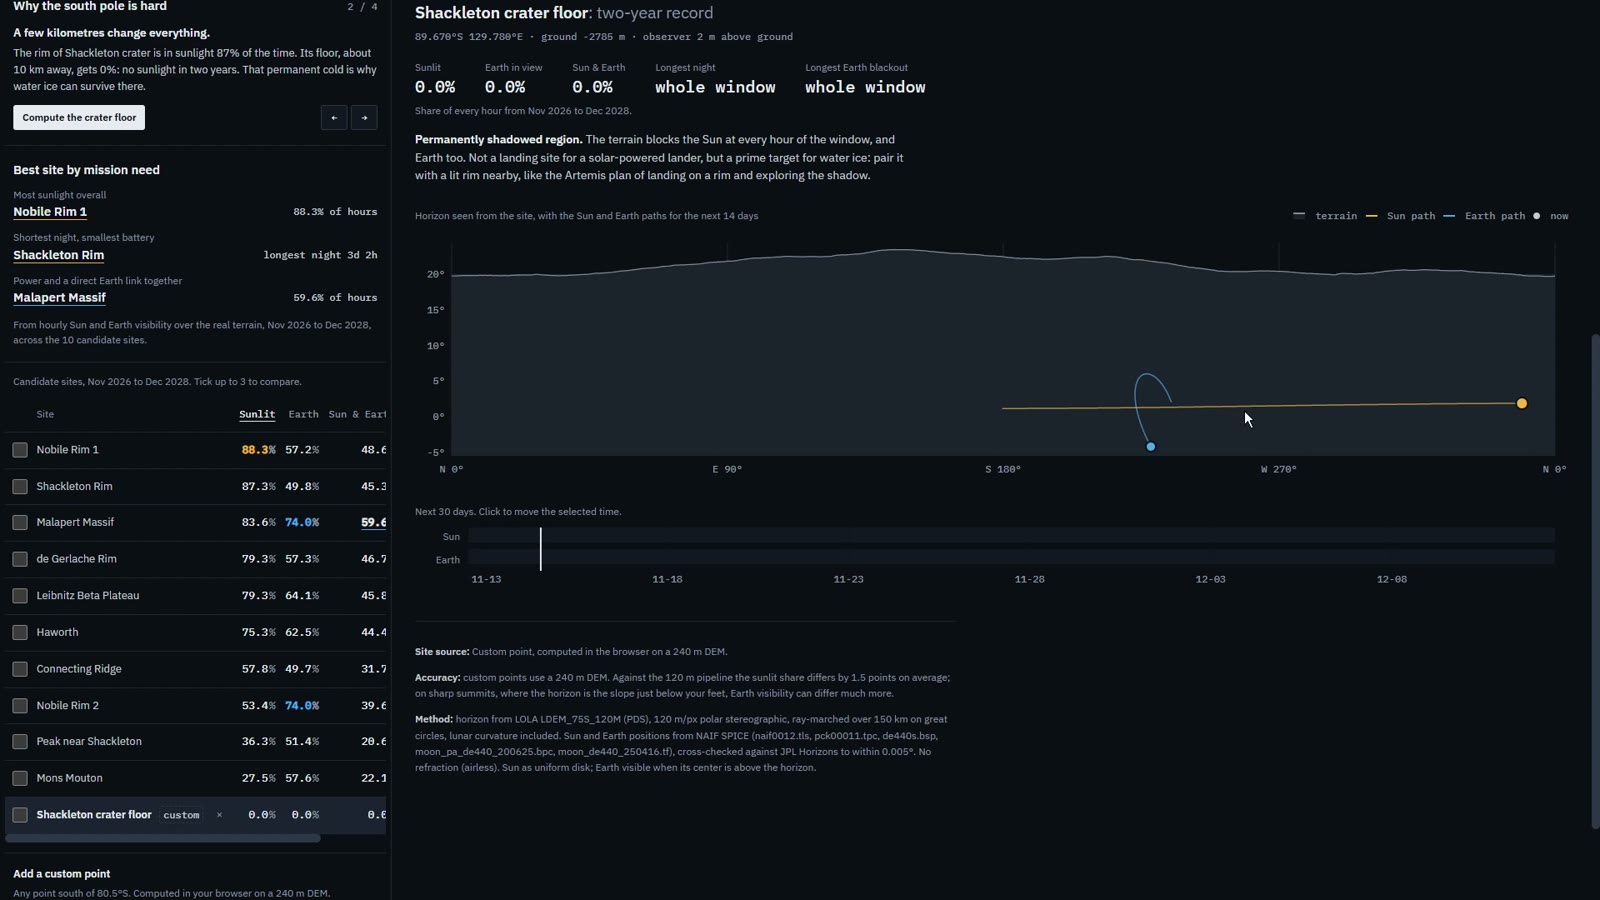 Why the south pole is hard
2 / 4
A few kilometres change everything.
The rim of Shackleton crater is in sunlight 87% of the time. Its floor, about
10 km away, gets 0%: no sunlight in two years. That permanent cold is why
water ice can survive there.
Compute the crater floor
←
→
Best site by mission need
Most sunlight overall
Nobile Rim 1
88.3% of hours
Shortest night, smallest battery
Shackleton Rim
longest night 3d 2h
Power and a direct Earth link together
Malapert Massif
59.6% of hours
From hourly Sun and Earth visibility over the real terrain, Nov 2026 to Dec 2028,
across the 10 candidate sites.
Candidate sites, Nov 2026 to Dec 2028. Tick up to 3 to compare.
Site Sunlit Earth Sun & Eart
Nobile Rim 1 88.3% 57.2% 48.6
Shackleton Rim 87.3% 49.8% 45.3
Malapert Massif 83.6% 74.0% 59.6
de Gerlache Rim 79.3% 57.3% 46.7
Leibnitz Beta Plateau 79.3% 64.1% 45.8
Haworth 75.3% 62.5% 44.4
Connecting Ridge 57.8% 49.7% 31.7
Nobile Rim 2 53.4% 74.0% 39.6
Peak near Shackleton 36.3% 51.4% 20.6
Mons Mouton 27.5% 57.6% 22.1
Shackleton crater floor custom × 0.0% 0.0% 0.0
Add a custom point
Any point south of 80.5°S. Computed in your browser on a 240 m DEM.
Shackleton crater floor: two-year record
89.670°S 129.780°E · ground -2785 m · observer 2 m above ground
Sunlit Earth in view Sun & Earth Longest night Longest Earth blackout
0.0% 0.0% 0.0% whole window whole window
Share of every hour from Nov 2026 to Dec 2028.
Permanently shadowed region. The terrain blocks the Sun at every hour of the window, and
Earth too. Not a landing site for a solar-powered lander, but a prime target for water ice: pair it
with a lit rim nearby, like the Artemis plan of landing on a rim and exploring the shadow.
Horizon seen from the site, with the Sun and Earth paths for the next 14 days
terrain Sun path Earth path now
20°
15°
10°
5°
0°
-5°
N 0° E 90° S 180° W 270° N 0°
Next 30 days. Click to move the selected time.
Sun
Earth
11-13 11-18 11-23 11-28 12-03 12-08
Site source: Custom point, computed in the browser on a 240 m DEM.
Accuracy: custom points use a 240 m DEM. Against the 120 m pipeline the sunlit share differs by 1.5 points on average;
on sharp summits, where the horizon is the slope just below your feet, Earth visibility can differ much more.
Method: horizon from LOLA LDEM_75S_120M (PDS), 120 m/px polar stereographic, ray-marched over 150 km on great
circles, lunar curvature included. Sun and Earth positions from NAIF SPICE (naif0012.tls, pck00011.tpc, de440s.bsp,
moon_pa_de440_200625.bpc, moon_de440_250416.tf), cross-checked against JPL Horizons to within 0.005°. No
refraction (airless). Sun as uniform disk; Earth visible when its center is above the horizon.